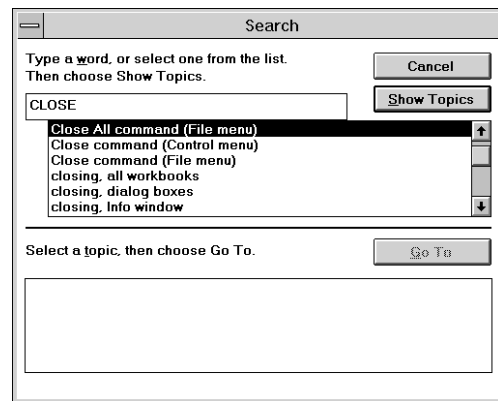 Search
Type a word, or select one from the list.
Then choose Show Topics.
Cancel
CLOSE
Show Topics
Close All command (File menu)
Close command (Control menu)
Close command (File menu)
closing, all workbooks
closing, dialog boxes
closing, Info window
Select a topic, then choose Go To.
Go To